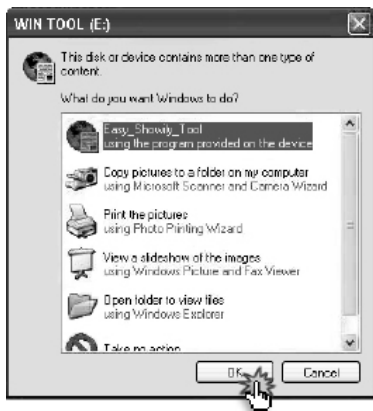 WIN TOOL (E:)
This disk or device contains more than one type of
content.
What do you want Windows to do?
Easy_Showily_Tool
using the program provided on the device
Copy pictures to a folder on my computer
using Microsoft Scanner and Camera Wizard
Print the pictures
using Photo Printing Wizard
View a slideshow of the images
using Windows Picture and Fax Viewer
Open folder to view files
using Windows Explorer
Take no action
OK
Cancel